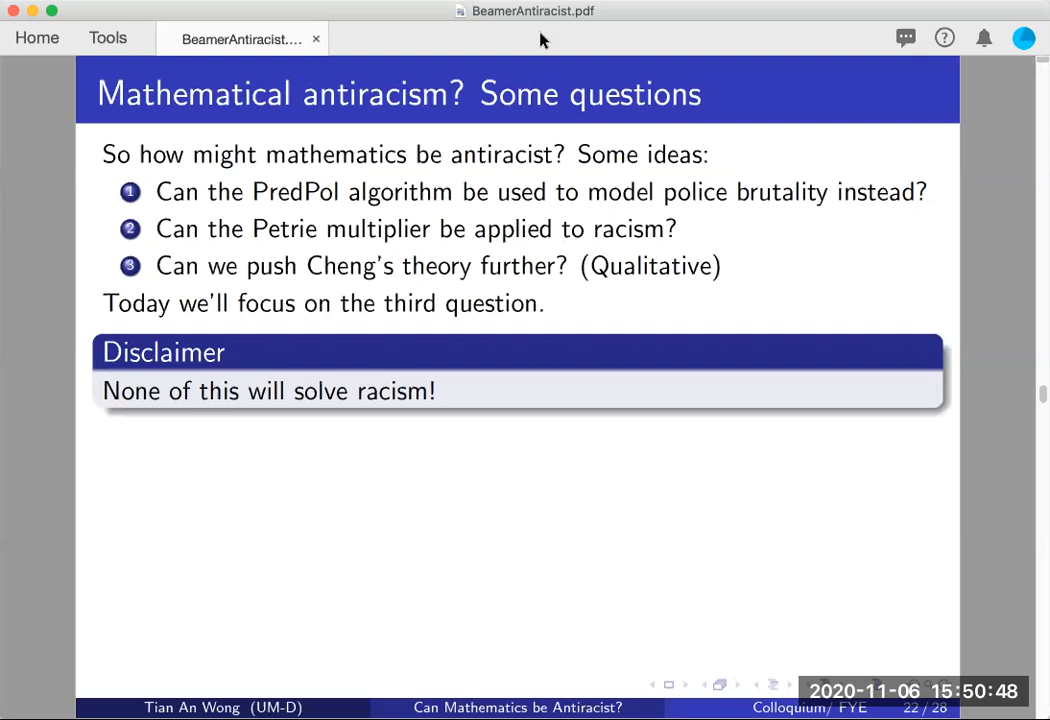 BeamerAntiracist.pdf
Home Tools BeamerAntiracist.... ×
Mathematical antiracism? Some questions
So how might mathematics be antiracist? Some ideas:
1 Can the PredPol algorithm be used to model police brutality instead?
2 Can the Petrie multiplier be applied to racism?
3 Can we push Cheng's theory further? (Qualitative)
Today we'll focus on the third question.
Disclaimer
None of this will solve racism!
2020-11-06 15:50:48
Tian An Wong (UM-D) Can Mathematics be Antiracist? Colloquium/ FYE 22 / 28